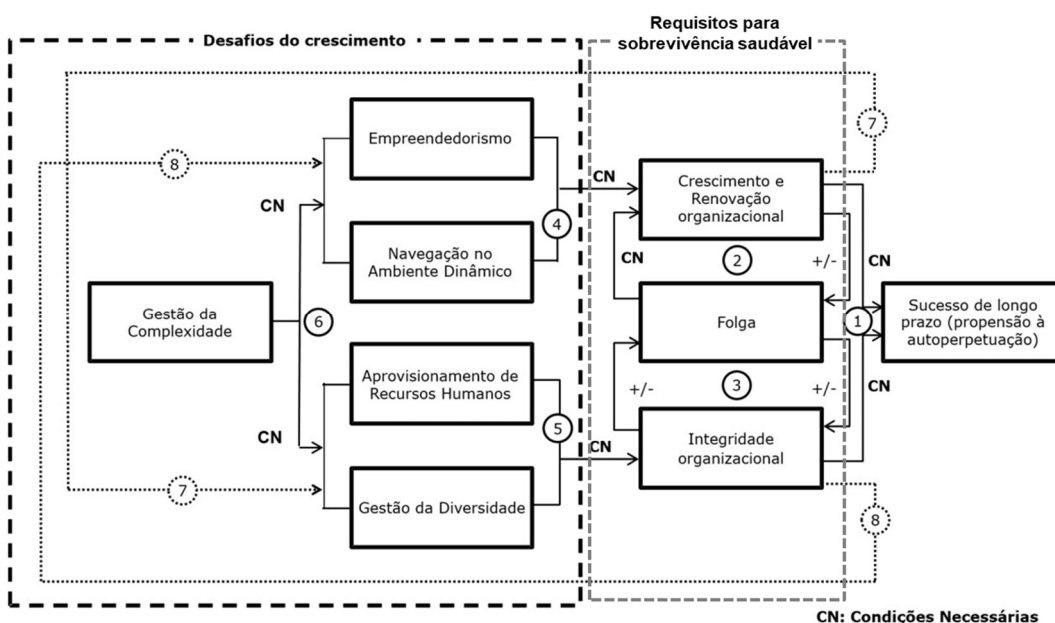 Requisitos para
sobrevivência saudável
Desafios do crescimento
7
Empreendedorismo
8
CN
CN
Crescimento e
Renovação
organizacional
4
Navegação no
Ambiente Dinâmico
CN
2
+/-
CN
Gestão da
Complexidade
6
Folga
1
Sucesso de longo
prazo (propensão à
autoperpetuação)
Aprovisionamento de
Recursos Humanos
+/-
3
+/-
CN
CN
5
CN
Integridade
organizacional
7
Gestão da Diversidade
8
CN: Condições Necessárias